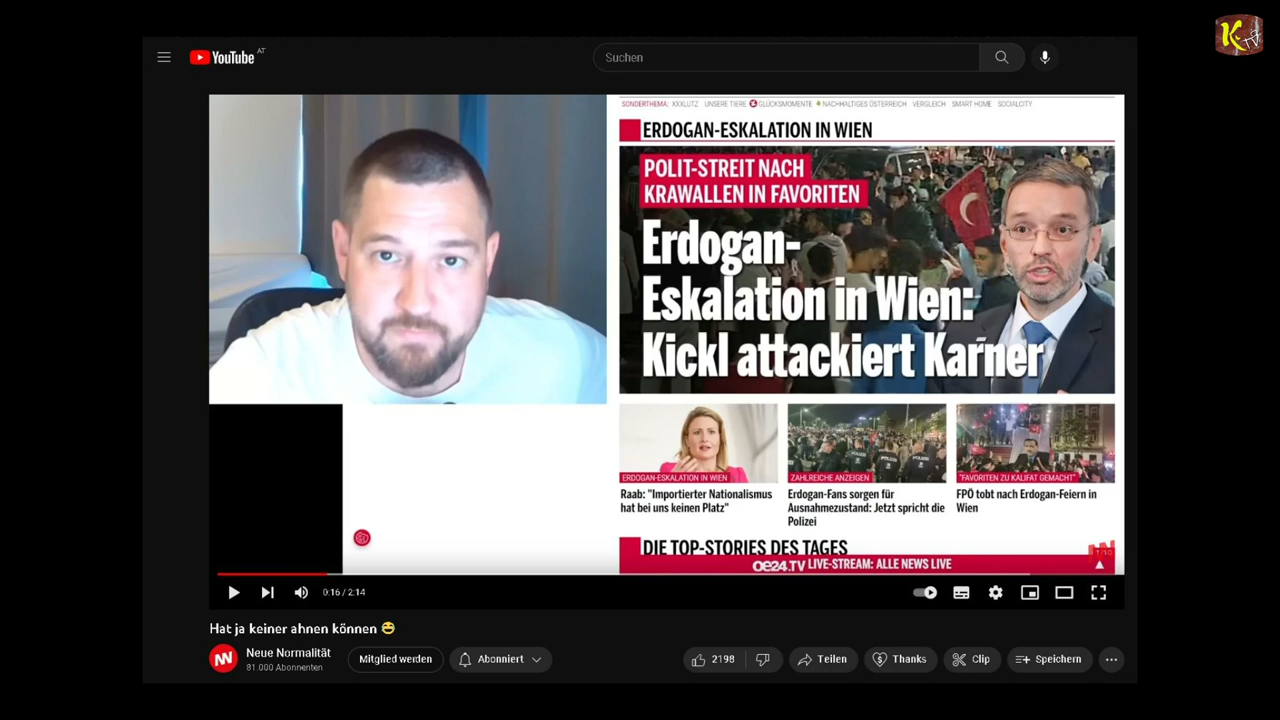 K TV
YouTube AT
Suchen
SONDERTHEMA: XXXLUTZ UNSERE TIERE GLÜCKSMOMENTE NACHHALTIGES ÖSTERREICH VERGLEICH SMART HOME SOCIALCITY
ERDOGAN-ESKALATION IN WIEN
POLIT-STREIT NACH
KRAWALLEN IN FAVORITEN
Erdogan-
Eskalation in Wien:
Kickl attackiert Karner
ERDOGAN-ESKALATION IN WIEN
Raab: "Importierter Nationalismus
hat bei uns keinen Platz"
ZAHLREICHE ANZEIGEN
POLIZEI
POLIZEI
Erdogan-Fans sorgen für
Ausnahmezustand: Jetzt spricht die
Polizei
"FAVORITEN ZU KALIFAT GEMACHT"
FPÖ tobt nach Erdogan-Feiern in
Wien
DIE TOP-STORIES DES TAGES
1/10
oe24.TV LIVE-STREAM: ALLE NEWS LIVE
0:16 / 2:14
Hat ja keiner ahnen können 😂
Neue Normalität
81.000 Abonnenten
Mitglied werden
Abonniert
2198
Teilen
Thanks
Clip
Speichern